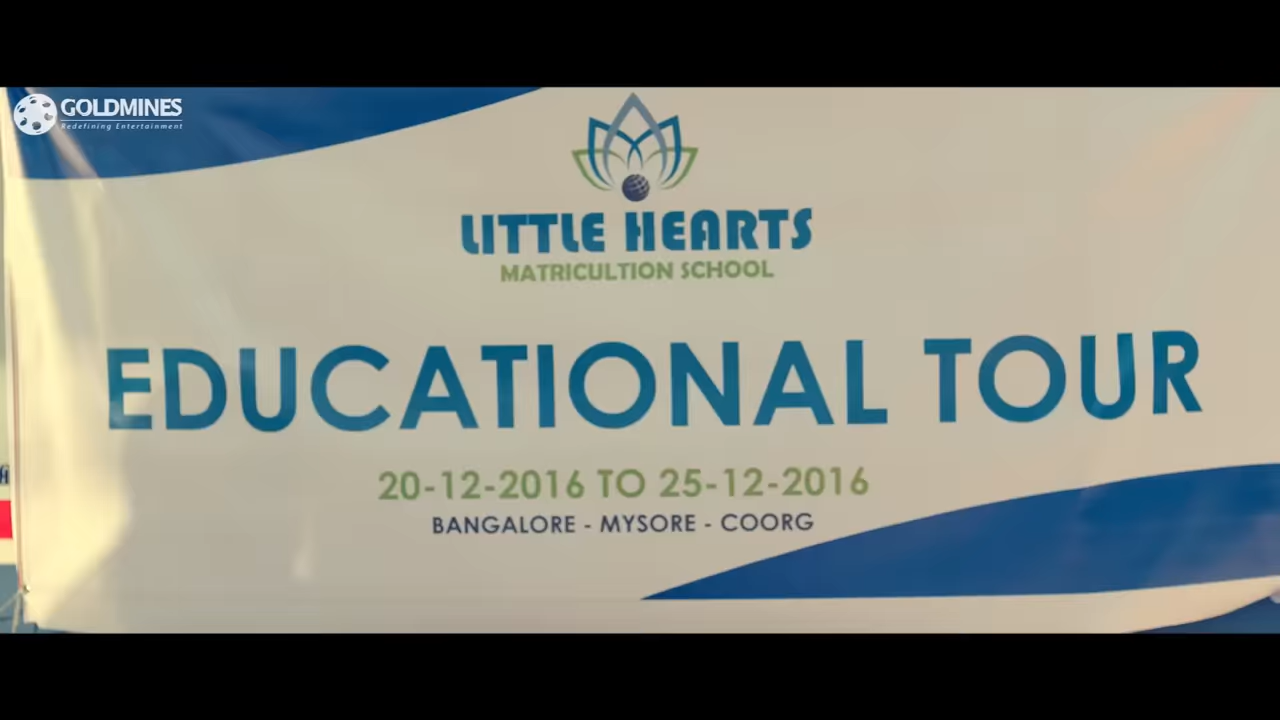 GOLDMINES
Redefining Entertainment
LITTLE HEARTS
MATRICULTION SCHOOL
EDUCATIONAL TOUR
20-12-2016 TO 25-12-2016
BANGALORE - MYSORE - COORG